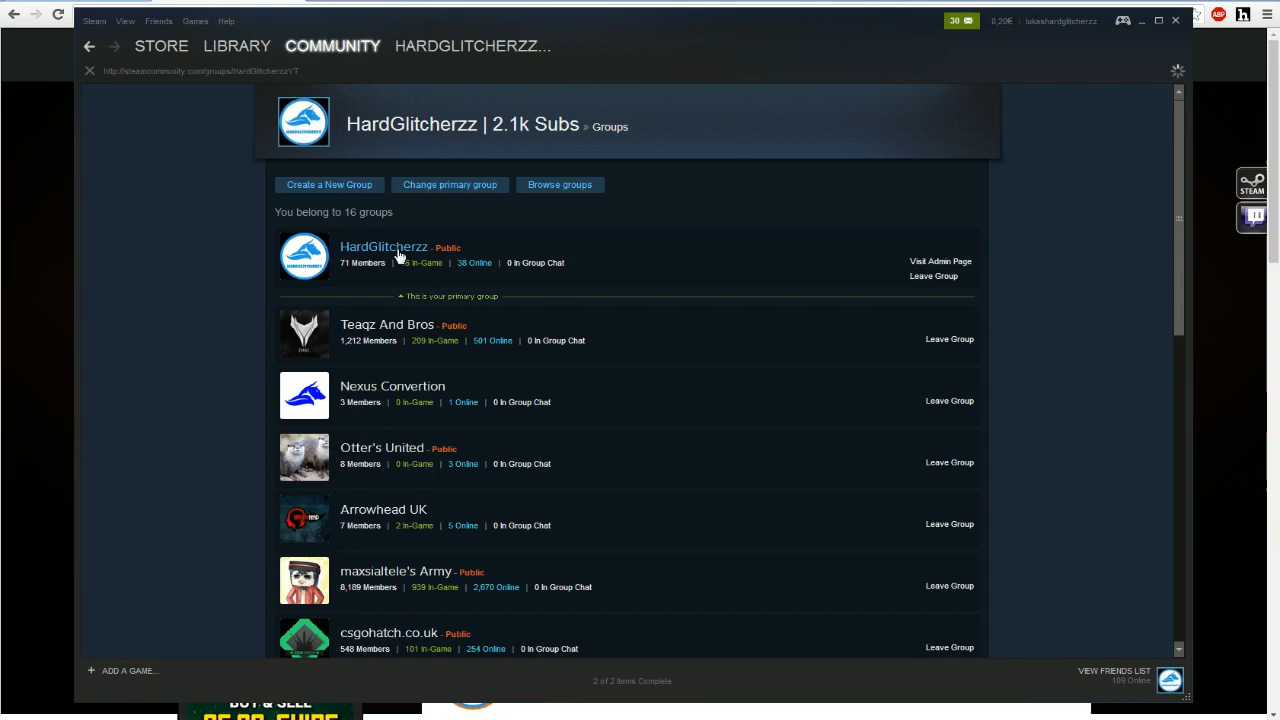 Steam View Friends Games Help
30 0,20€ | lukashardglitcherzz
STORE LIBRARY COMMUNITY HARDGLITCHERZZ...
http://steamcommunity.com/groups/HardGlitcherzzYT
ABP
HardGlitcherzz | 2.1k Subs » Groups
Create a New Group Change primary group Browse groups
You belong to 16 groups
HardGlitcherzz - Public
71 Members | 6 In-Game | 38 Online | 0 In Group Chat
Visit Admin Page
Leave Group
This is your primary group
Teaqz And Bros - Public
1,212 Members | 209 In-Game | 501 Online | 0 In Group Chat
Leave Group
Nexus Convertion
3 Members | 0 In-Game | 1 Online | 0 In Group Chat
Leave Group
Otter's United - Public
8 Members | 0 In-Game | 3 Online | 0 In Group Chat
Leave Group
Arrowhead UK
7 Members | 2 In-Game | 5 Online | 0 In Group Chat
Leave Group
maxsialtele's Army - Public
8,189 Members | 939 In-Game | 2,670 Online | 0 In Group Chat
Leave Group
csgohatch.co.uk - Public
548 Members | 101 In-Game | 254 Online | 0 In Group Chat
Leave Group
STEAM
+ ADD A GAME...
2 of 2 Items Complete
VIEW FRIENDS LIST
109 Online
BUY & SELL